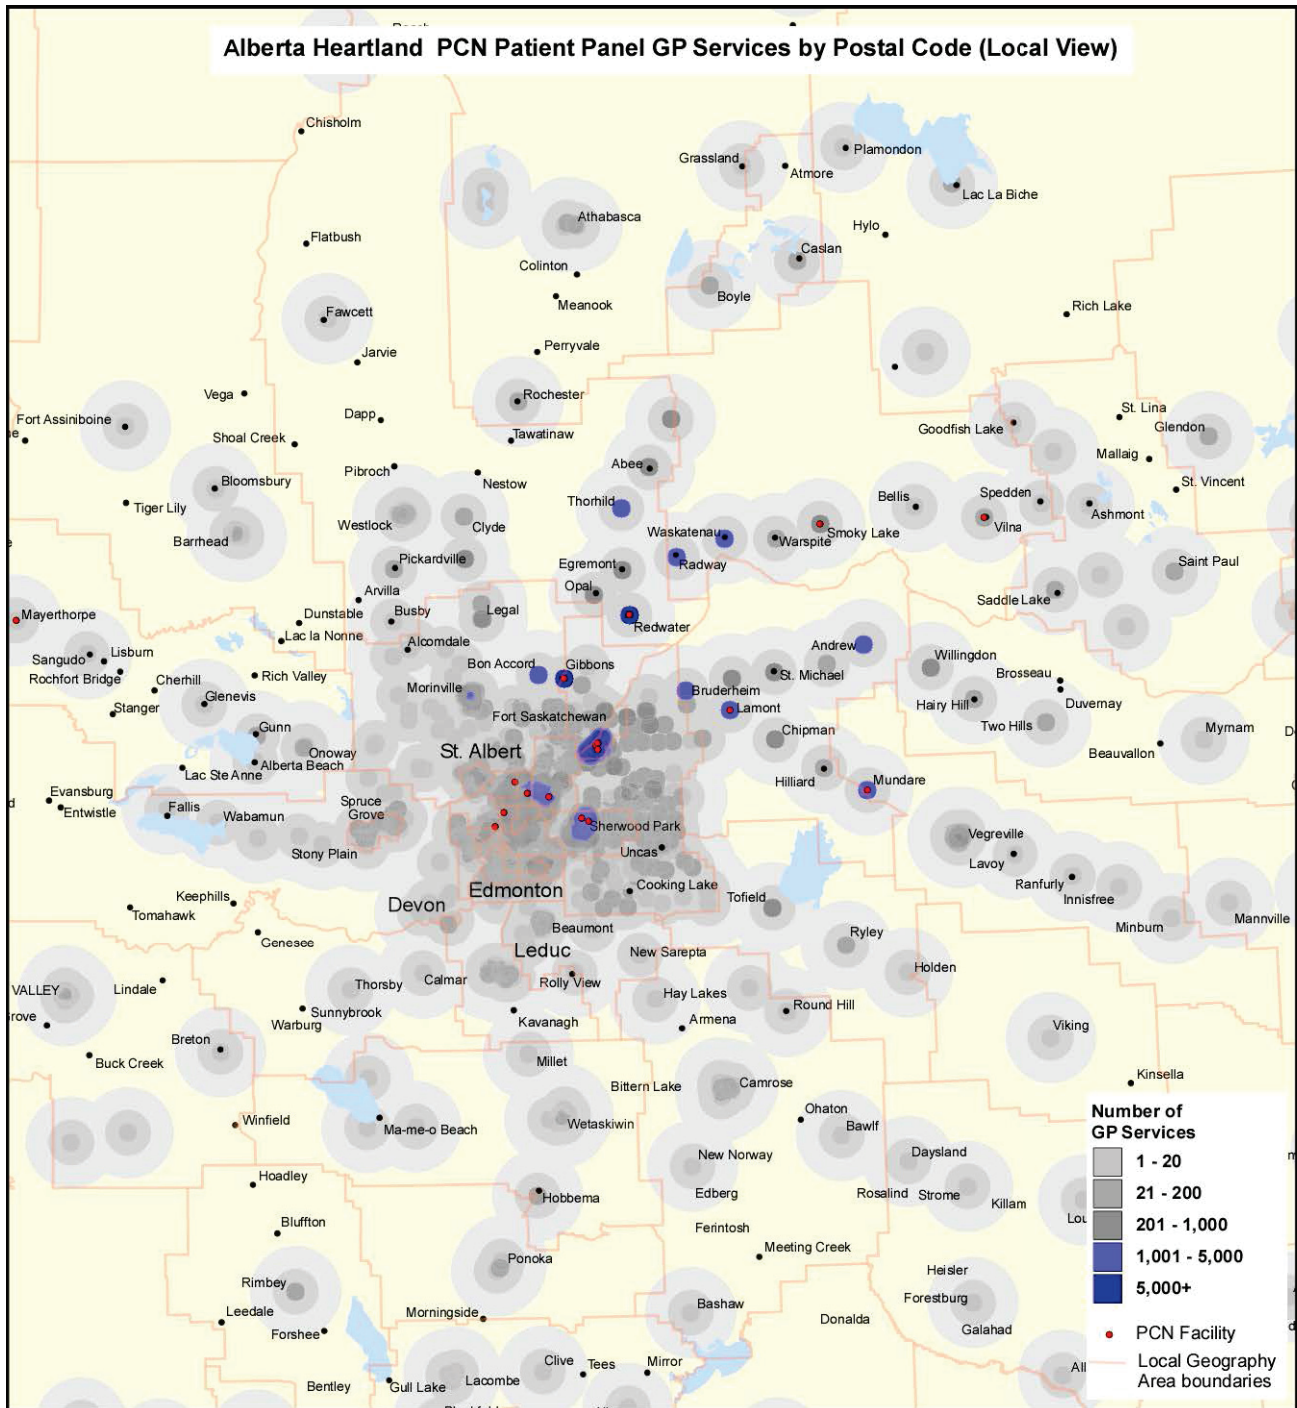 Alberta Heartland PCN Patient Panel GP Services by Postal Code (Local View)
Chisholm
Grassland
Plamondon
Atmore
Lac La Biche
Athabasca
Flatbush
Hylo
Caslan
Colinton
Boyle
Meanook
Rich Lake
Fawcett
Perryvale
Jarvie
Vega
Rochester
Fort Assiniboine
Dapp
St. Lina
Glendon
Shoal Creek
Tawatinaw
Goodfish Lake
Mallaig
Abee
Pibroch
Nestow
Bloomsbury
St. Vincent
Thorhild
Bellis
Spedden
Tiger Lily
Westlock
Clyde
Waskatenau
Warspite
Smoky Lake
Vilna
Ashmont
Barrhead
Pickardville
Egremont
Radway
Saint Paul
Arvilla
Opal
Saddle Lake
Mayerthorpe
Dunstable
Busby
Legal
Redwater
Lac la Nonne
Alcomdale
Andrew
Sangudo
Lisburn
Bon Accord
Gibbons
Willingdon
Rochfort Bridge
Cherhill
Rich Valley
St. Michael
Brosseau
Glenevis
Morinville
Bruderheim
Stanger
Lamont
Hairy Hill
Duvernay
Fort Saskatchewan
Two Hills
Gunn
Chipman
Mynam
Onoway
St. Albert
Beauvallon
Alberta Beach
Lac Ste Anne
Hilliard
Mundare
Evansburg
Entwistle
Fallis
Spruce
Grove
Wabamun
Sherwood Park
Vegreville
Stony Plain
Uncas
Lavoy
Ranfurly
Keephills
Edmonton
Cooking Lake
Tofield
Innisfree
Tomahawk
Devon
Minburn
Mannville
Genesee
Beaumont
Ryley
Leduc
New Sarepta
Holden
VALLEY
Lindale
Thorsby
Calmar
Rolly View
Hay Lakes
Sunnybrook
Round Hill
Warburg
Kavanagh
Armena
Viking
Breton
Buck Creek
Millet
Kinsella
Bittern Lake
Camrose
Winfield
Ma-me-o Beach
Wetaskiwin
Ohaton
Bawlf
New Norway
Daysland
Hoadley
Hobbema
Edberg
Rosalind
Strome
Killam
Bluffton
Ferintosh
Meeting Creek
Ponoka
Heisler
Rimbey
Forestburg
Leedale
Morningside
Bashaw
Donalda
Galahad
Forshee
Clive
Tees
Mirror
Bentley
Gull Lake
Lacombe
Number of
GP Services
1 - 20
21 - 200
201 - 1,000
1,001 - 5,000
5,000+
PCN Facility
Local Geography
Area boundaries